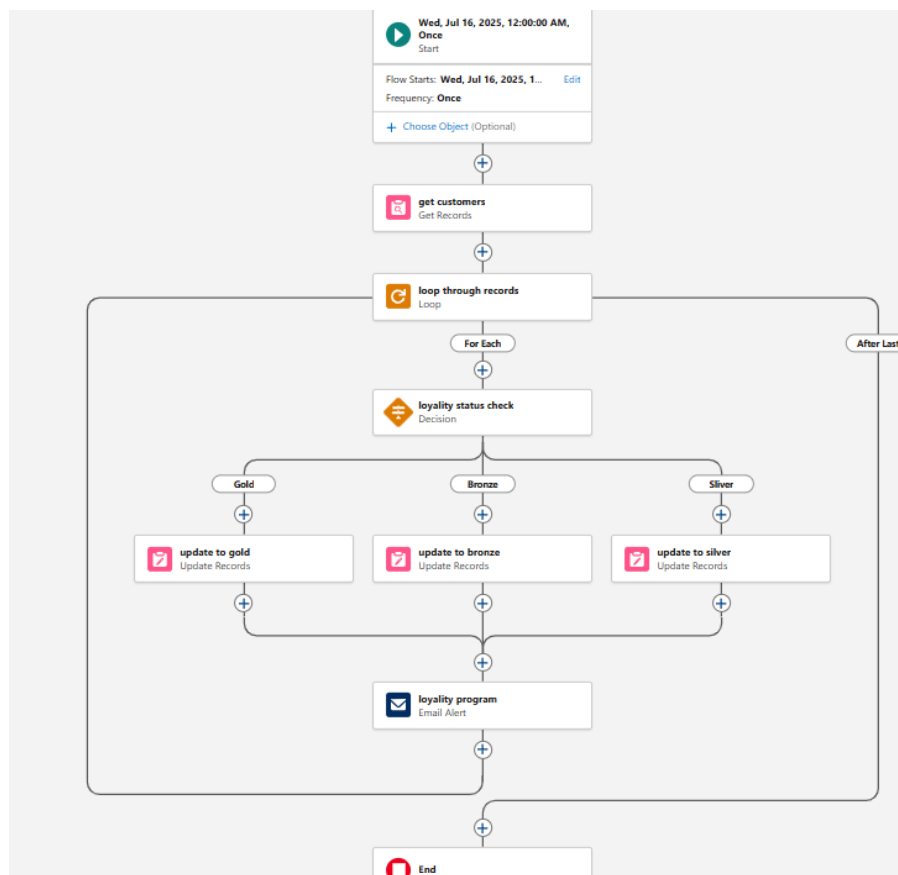 Wed, Jul 16, 2025, 12:00:00 AM,
Once
Start
Flow Starts: Wed, Jul 16, 2025, 1... Edit
Frequency: Once
Choose Object (Optional)
get customers
Get Records
loop through records
Loop
For Each
After Last
loyality status check
Decision
Gold
Bronze
Sliver
update to gold
Update Records
update to bronze
Update Records
update to silver
Update Records
loyality program
Email Alert
End